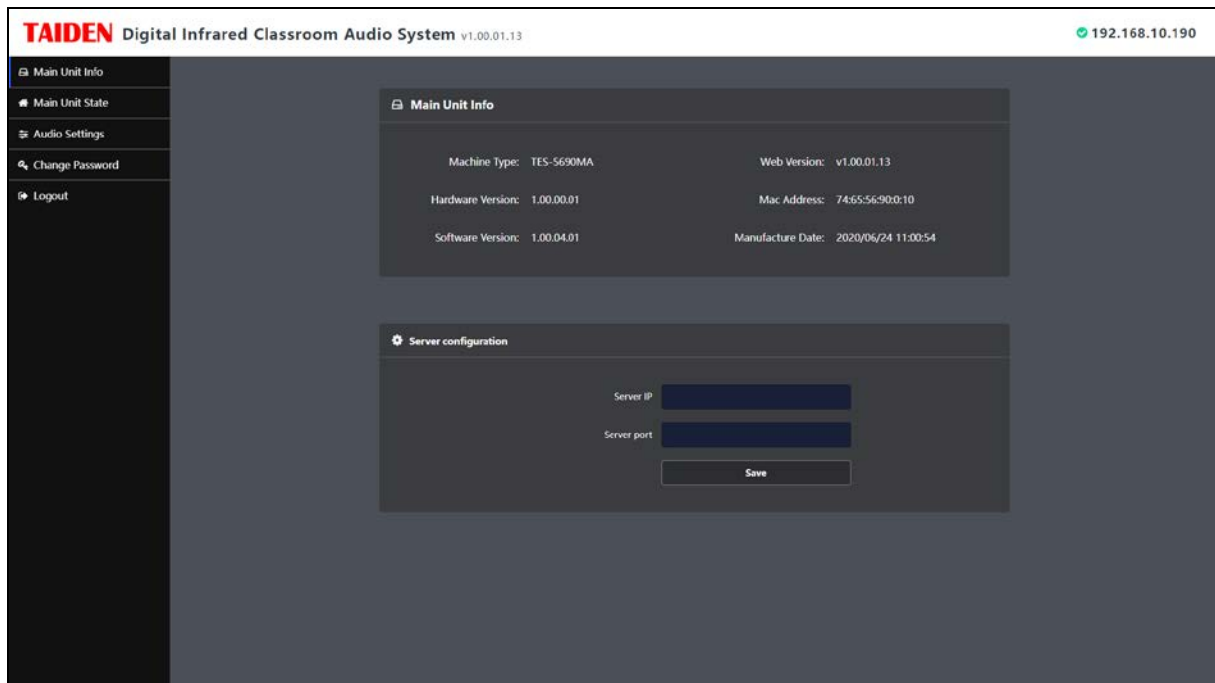 TAIDEN Digital Infrared Classroom Audio System v1.00.01.13
192.168.10.190
Main Unit Info
Main Unit State
Audio Settings
Change Password
Logout
Main Unit Info
Machine Type: TES-5690MA Web Version: v1.00.01.13
Hardware Version: 1.00.00.01 Mac Address: 74:65:56:90:0:10
Software Version: 1.00.04.01 Manufacture Date: 2020/06/24 11:00:54
Server configuration
Server IP
Server port
Save